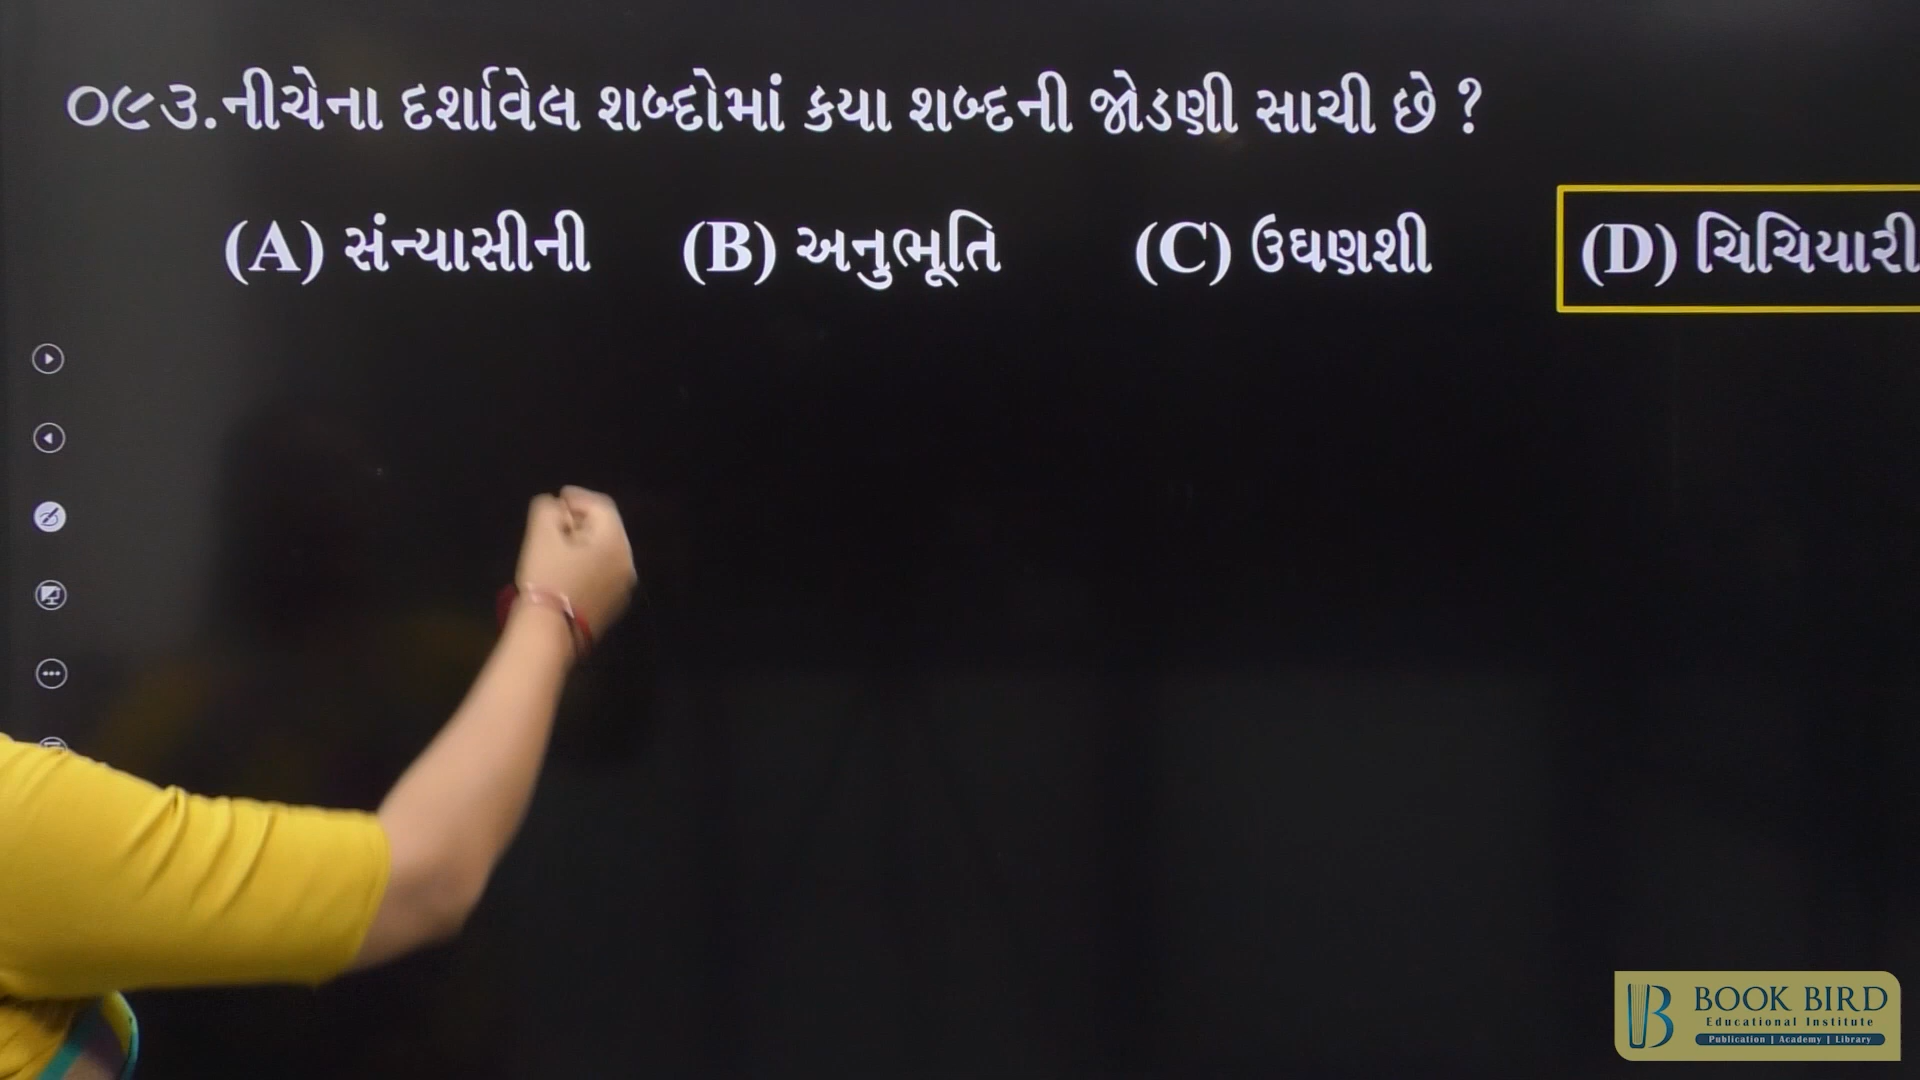 ૦૯૩.નીચેના દર્શાવેલ શબ્દોમાં કયા શબ્દની જોડણી સાચી છે ?
(A) સંન્યાસીની (B) અનુભૂતિ (C) ઉઘણશી (D) ચિચિયારી
BOOK BIRD
Educational Institute
Publication | Academy | Library